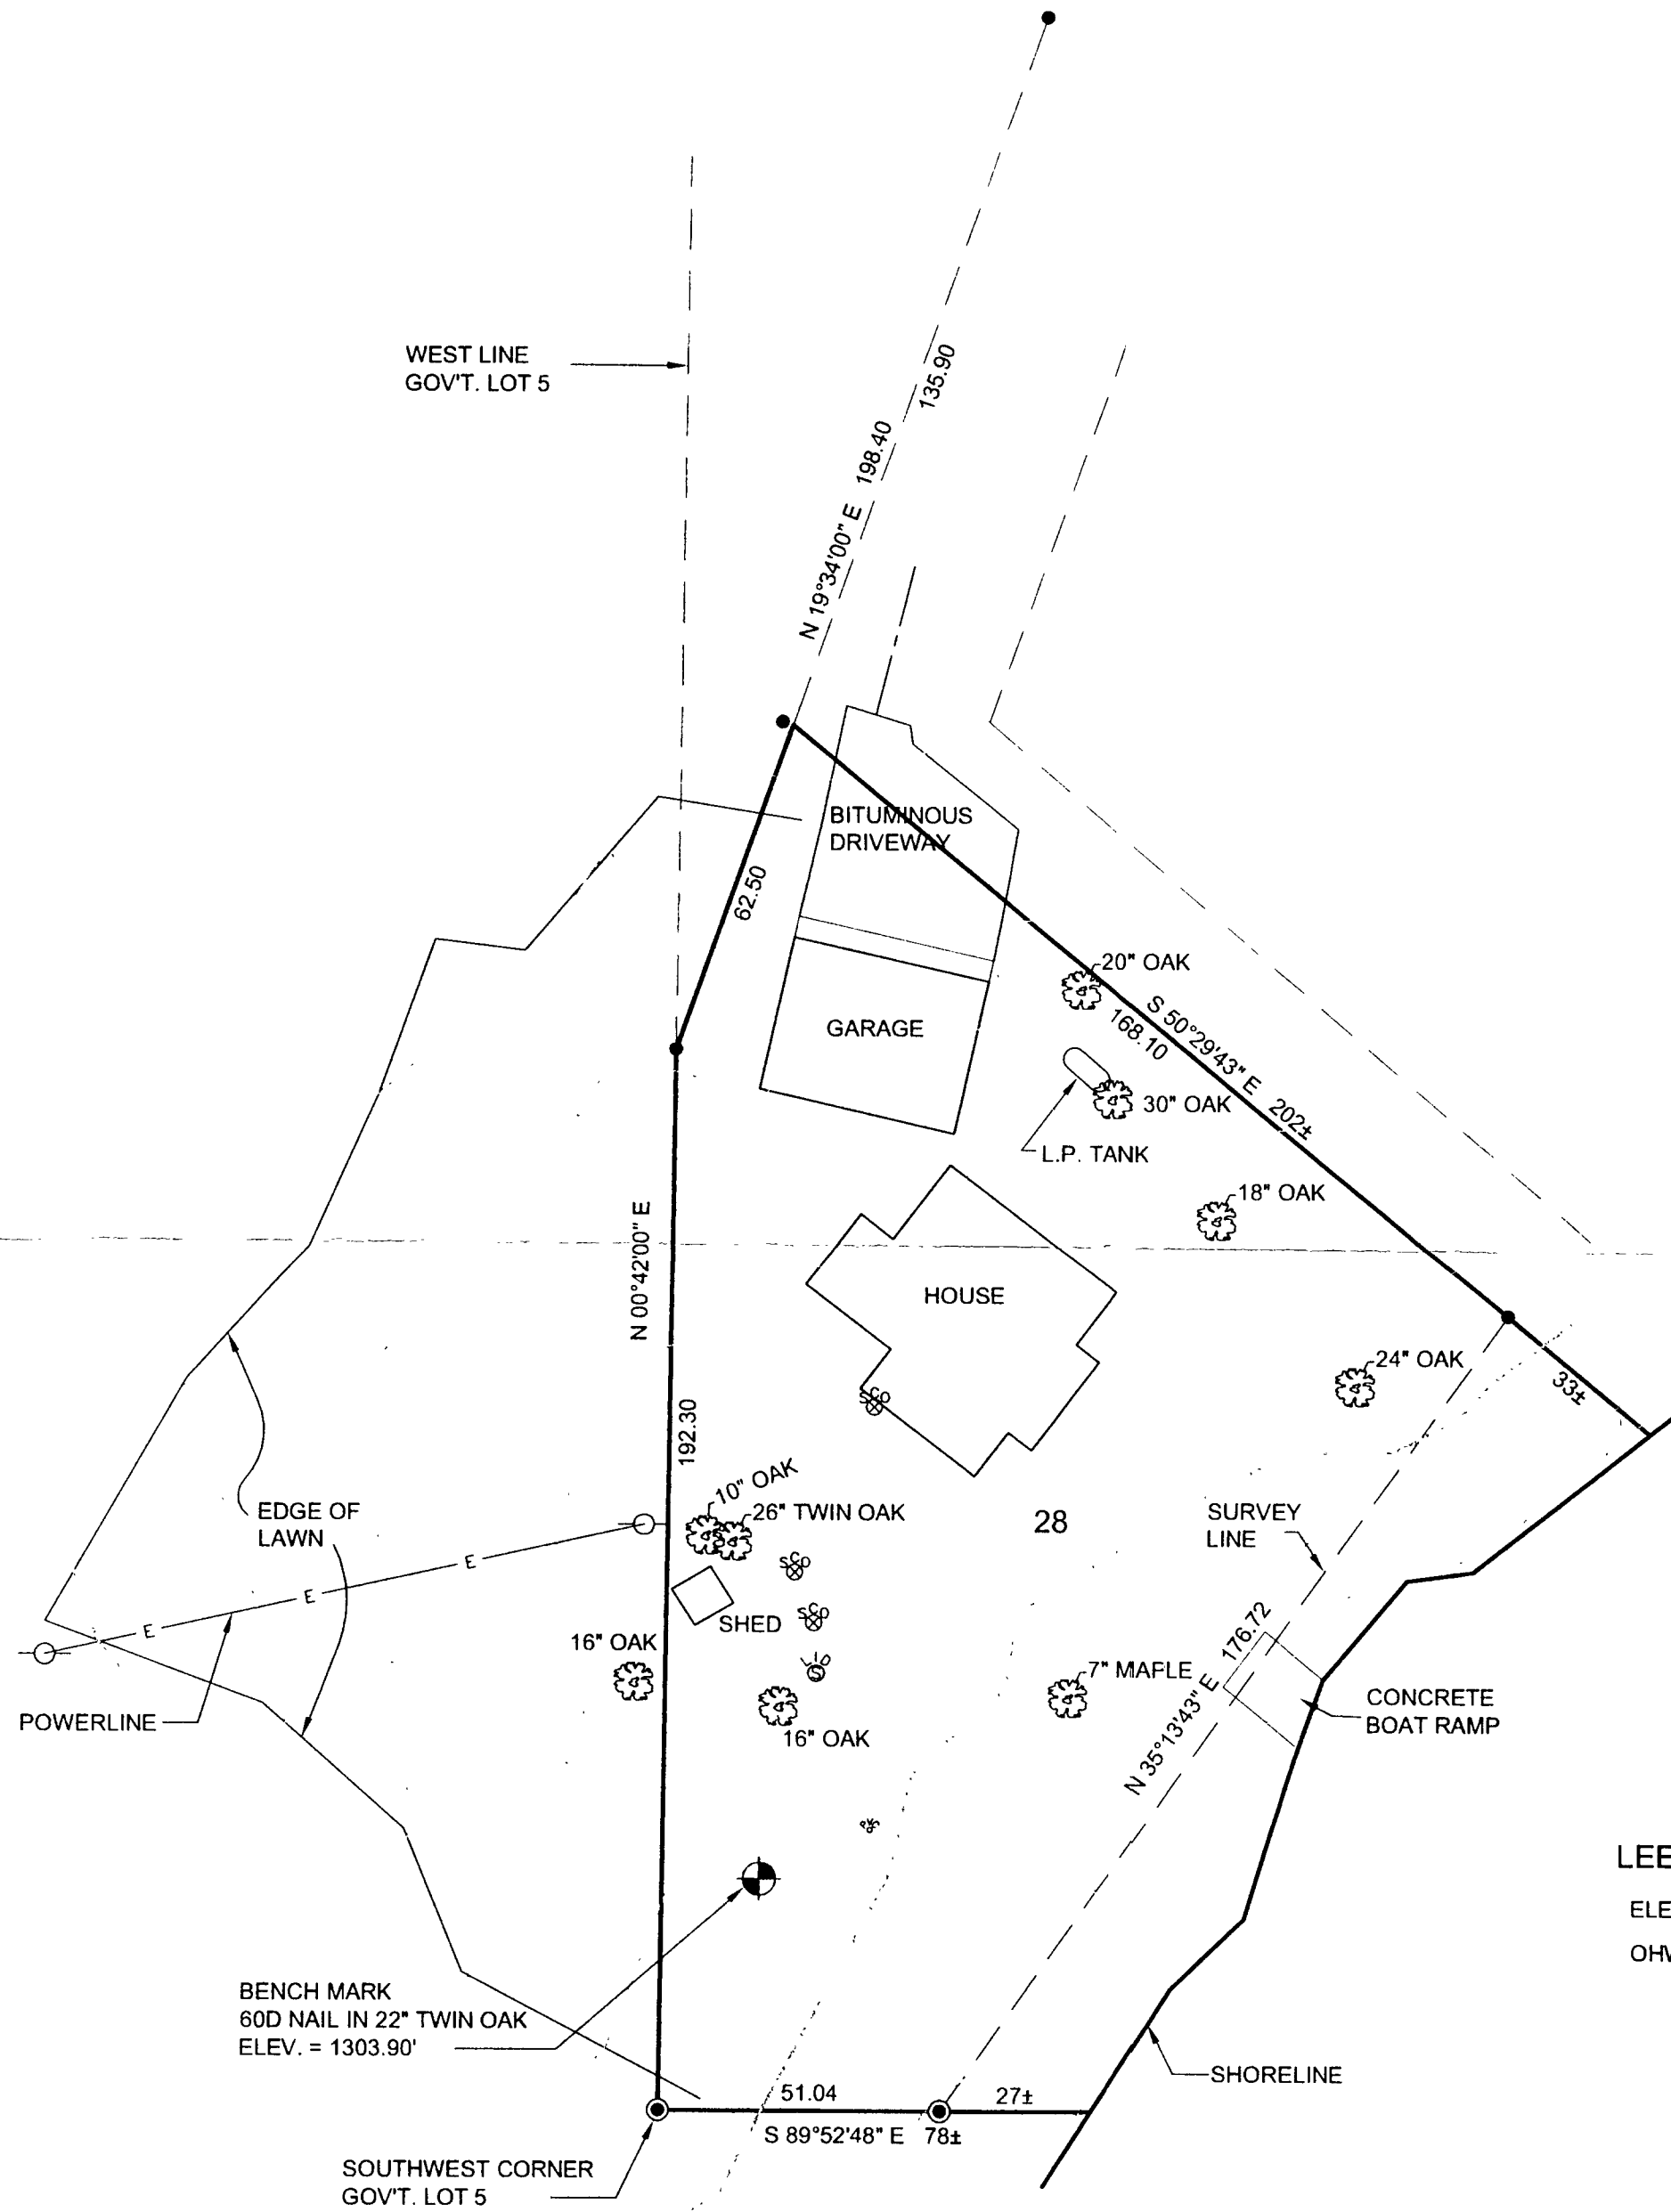 WEST LINE
GOV'T. LOT 5
135.90
N 19°34'00" E 198.40
BITUMINOUS
DRIVEWAY
62.50
20" OAK
GARAGE
S 50°29'43" E 202±
168.10
30" OAK
L.P. TANK
18" OAK
N 00°42'00" E
HOUSE
24" OAK
33±
SCO
192.30
10" OAK
26" TWIN OAK
EDGE OF
LAWN
28
SURVEY
LINE
E
E
E
SCO
SCO
SHED
16" OAK
LID
S
7" MAPLE
N 35°13'43" E 176.72
CONCRETE
BOAT RAMP
POWERLINE
16" OAK
LEE
ELE
BENCH MARK
60D NAIL IN 22" TWIN OAK
ELEV. = 1303.90'
SHORELINE
51.04
27±
S 89°52'48" E 78±
SOUTHWEST CORNER
GOV'T. LOT 5